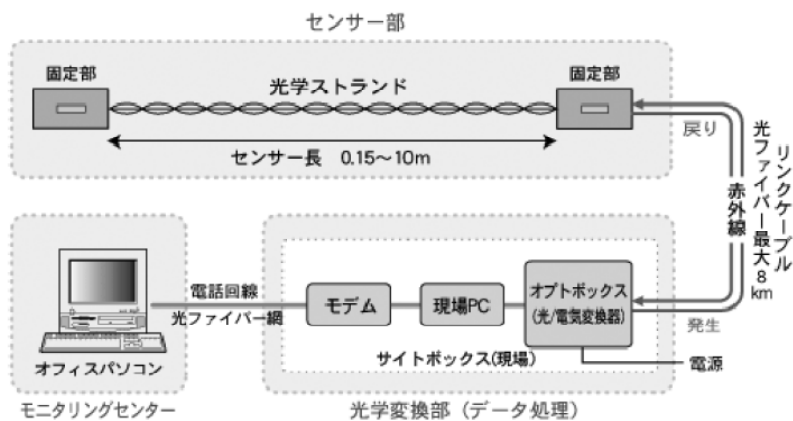 センサー部
固定部
光学ストランド
固定部
センサー長 0.15〜10m
戻り
赤外線
リンクケーブル
光ファイバー最大8km
発生
オフィスパソコン
モニタリングセンター
電話回線
光ファイバー網
モデム
現場PC
オプトボックス
(光/電気変換器)
サイトボックス(現場)
電源
光学変換部（データ処理）